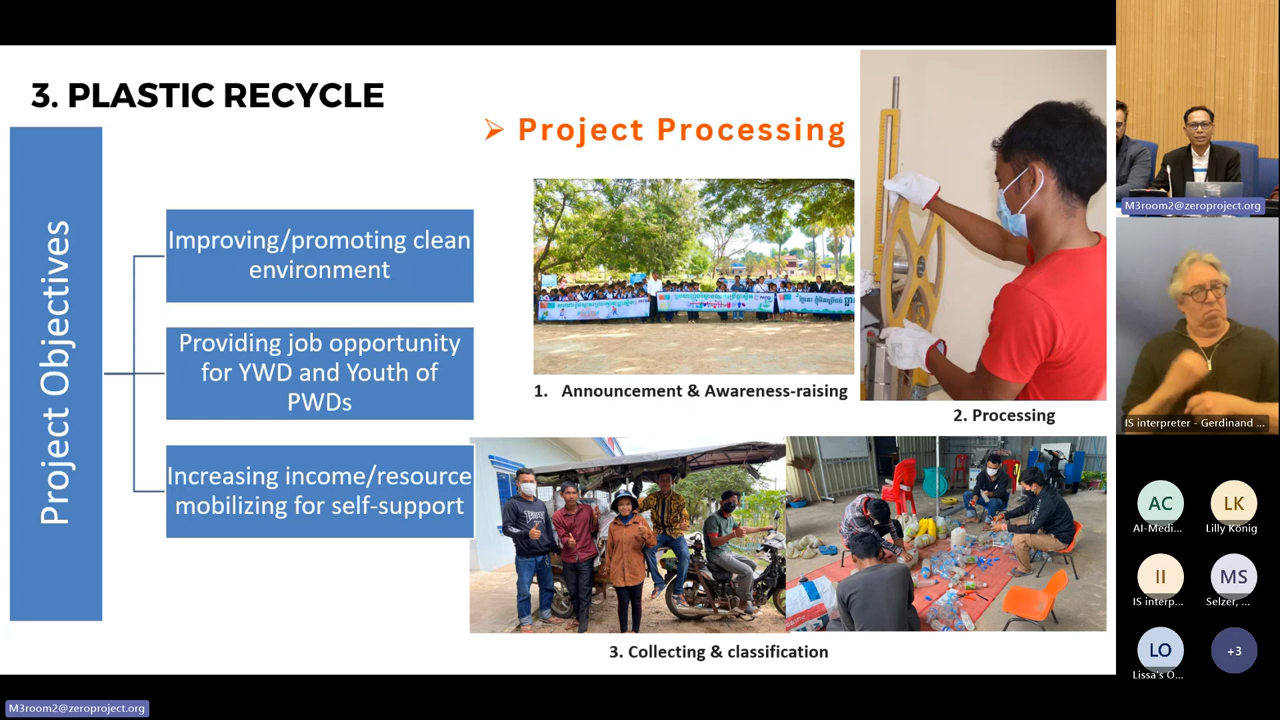 3. PLASTIC RECYCLE
Project Objectives
Improving/promoting clean
environment
Providing job opportunity
for YWD and Youth of
PWDs
Increasing income/resource
mobilizing for self-support
➢ Project Processing
1. Announcement & Awareness-raising
2. Processing
3. Collecting & classification
M3room2@zeroproject.org
IS interpreter - Gerdinand ...
AC
AI-Medi...
LK
Lilly König
II
IS interp...
MS
Selzer, ...
LO
Lissa's O...
+3
M3room2@zeroproject.org